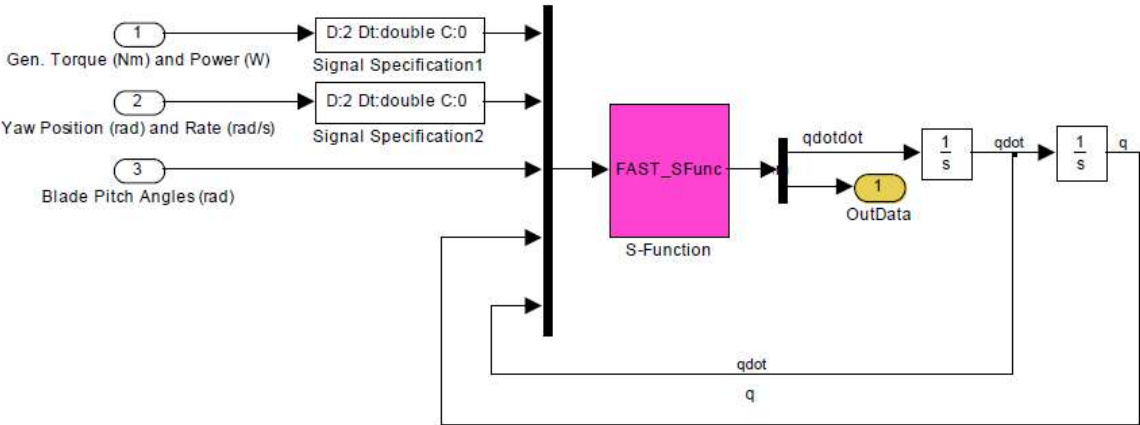 1
D:2 Dt:double C:0
Gen. Torque (Nm) and Power (W)
Signal Specification1
2
D:2 Dt:double C:0
Yaw Position (rad) and Rate (rad/s)
Signal Specification2
3
Blade Pitch Angles (rad)
FAST_SFunc
S-Function
qdotdot
1
OutData
1
s
qdot
1
s
q
qdot
q